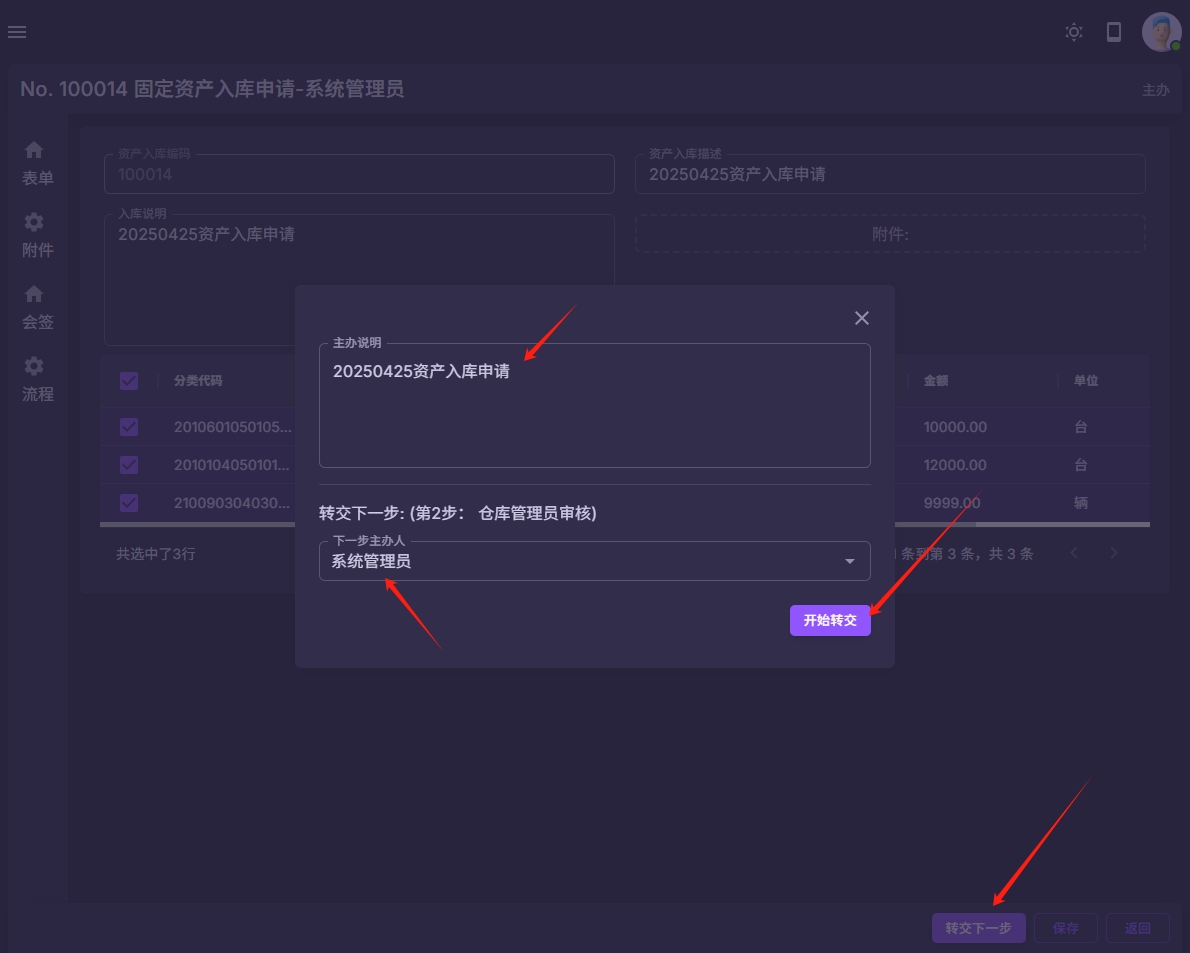 No. 100014 固定资产入库申请-系统管理员
主办
表单
附件
会签
流程
资产入库编码
100014
资产入库描述
20250425资产入库申请
入库说明
20250425资产入库申请
附件:
分类代码
金额
单位
2010601050105...
10000.00
台
2010104050101...
12000.00
台
210090304030...
9999.00
辆
共选中了3行
条到第 3 条，共 3 条
主办说明
20250425资产入库申请
转交下一步: (第2步： 仓库管理员审核)
下一步主办人
系统管理员
开始转交
转交下一步
保存
返回